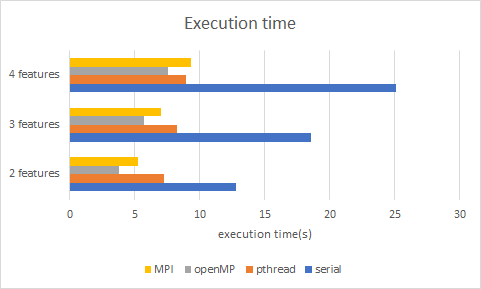 Execution time
4 features
3 features
2 features
0 5 10 15 20 25 30
execution time(s)
MPI openMP pthread serial